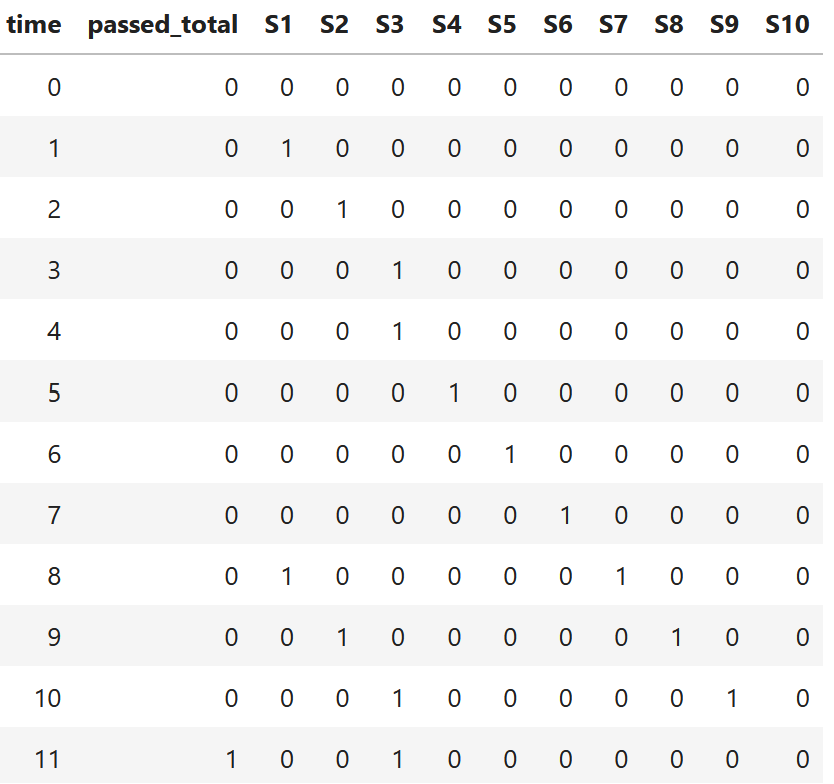 time passed_total S1 S2 S3 S4 S5 S6 S7 S8 S9 S10
0 0 0 0 0 0 0 0 0 0 0 0
1 0 1 0 0 0 0 0 0 0 0 0
2 0 0 1 0 0 0 0 0 0 0 0
3 0 0 0 1 0 0 0 0 0 0 0
4 0 0 0 1 0 0 0 0 0 0 0
5 0 0 0 0 1 0 0 0 0 0 0
6 0 0 0 0 0 1 0 0 0 0 0
7 0 0 0 0 0 0 1 0 0 0 0
8 0 1 0 0 0 0 0 1 0 0 0
9 0 0 1 0 0 0 0 0 1 0 0
10 0 0 0 1 0 0 0 0 0 1 0
11 1 0 0 1 0 0 0 0 0 0 0